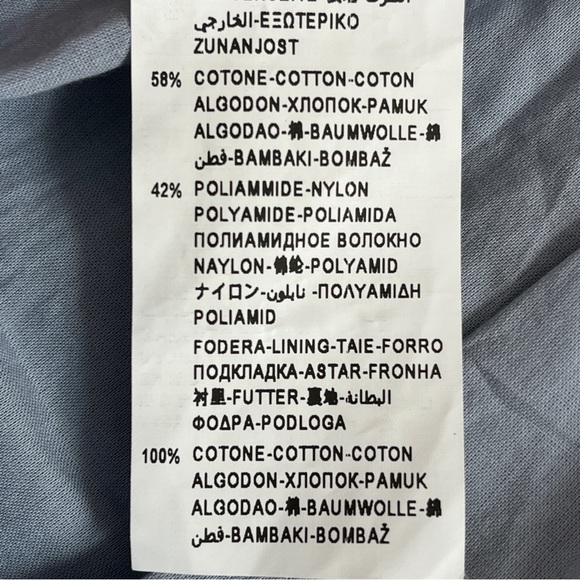 الخارجي-ΕΞΩΤΕΡΙΚΟ
ZUNANJOST
58% COTONE-COTTON-COTON
ALGODON-ХЛОПОК-PAMUK
ALGODAO-棉-BAUMWOLLE-綿
قطن-BAMBAKI-BOMBAŽ
42% POLIAMMIDE-NYLON
POLYAMIDE-POLIAMIDA
ПОЛИАМИДНОЕ ВОЛОКНО
NAYLON-锦纶-POLYAMID
ナイロン-نايلون-ΠΟΛΥΑΜΙΔΗ
POLIAMID
FODERA-LINING-TAIE-FORRO
ПОДКЛАДКА-ASTAR-FRONHA
衬里-FUTTER-裏地-البطانة
ΦΟΔΡΑ-PODLOGA
100% COTONE-COTTON-COTON
ALGODON-ХЛОПОК-PAMUK
ALGODAO-棉-BAUMWOLLE-綿
قطن-BAMBAKI-BOMBAŽ